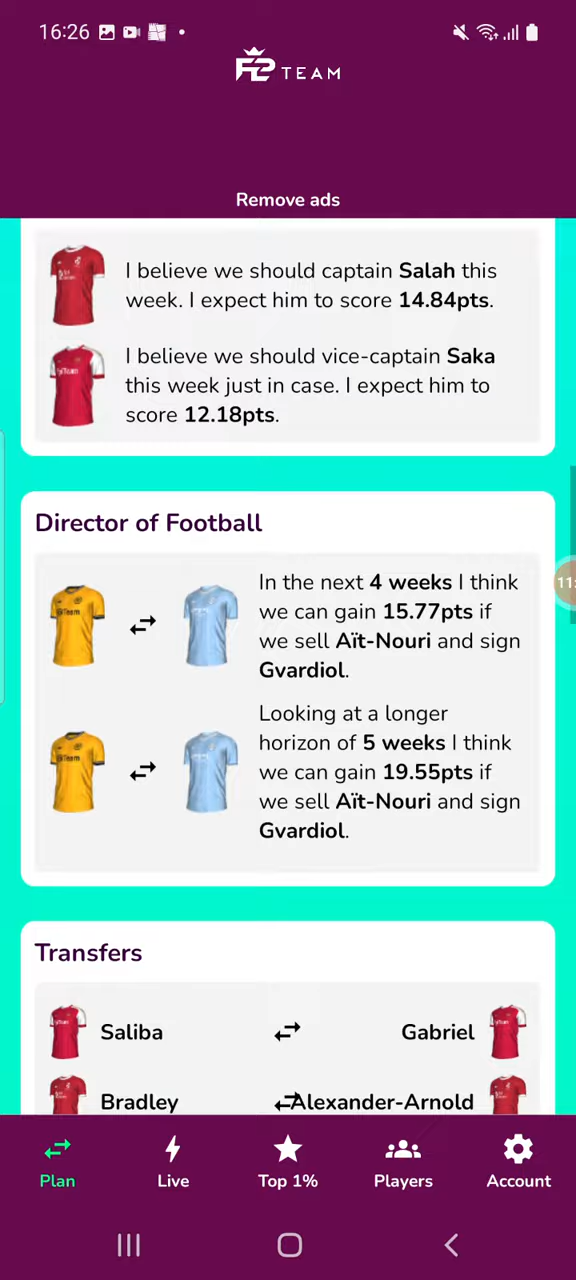 16:26
F2 TEAM
Remove ads
I believe we should captain Salah this
week. I expect him to score 14.84pts.
I believe we should vice-captain Saka
this week just in case. I expect him to
score 12.18pts.
Director of Football
In the next 4 weeks I think
we can gain 15.77pts if
we sell Aït-Nouri and sign
Gvardiol.
Looking at a longer
horizon of 5 weeks I think
we can gain 19.55pts if
we sell Aït-Nouri and sign
Gvardiol.
11:
Transfers
Saliba Gabriel
Bradley Alexander-Arnold
Plan Live Top 1% Players Account